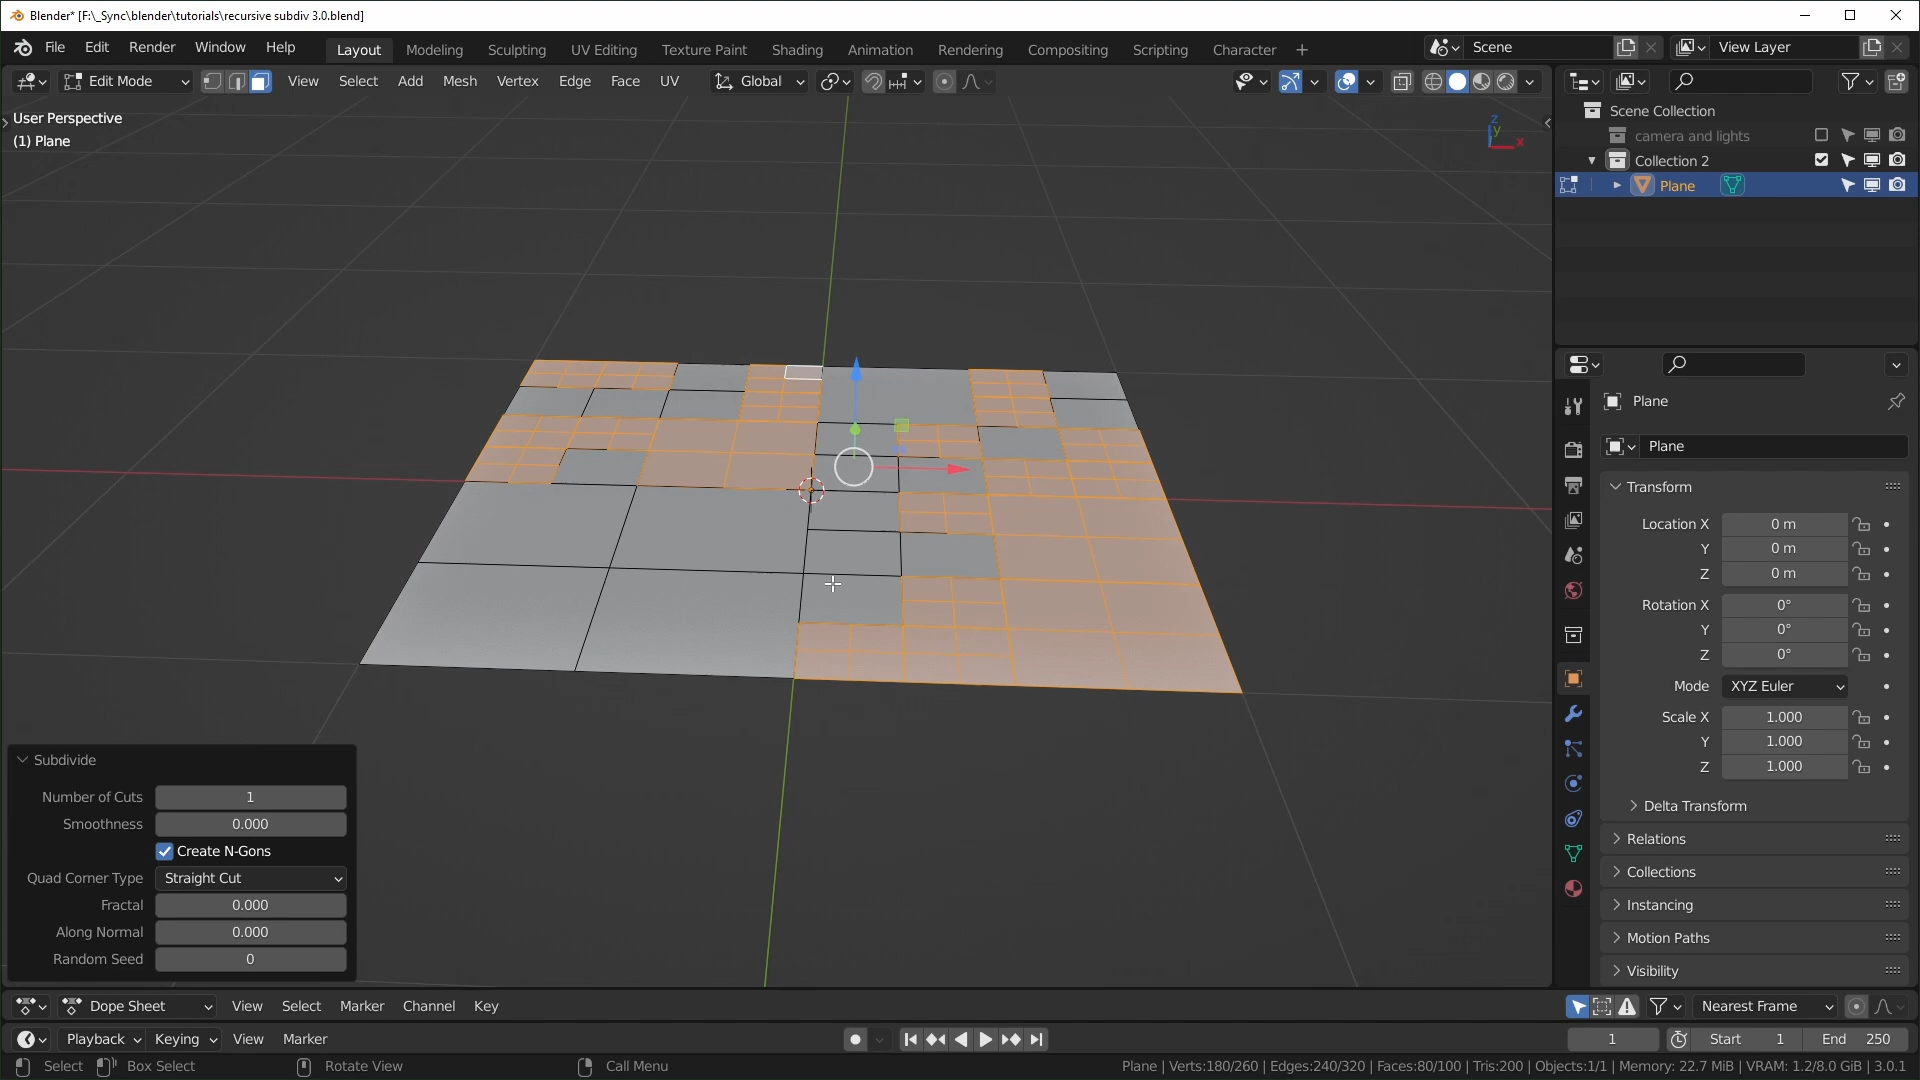 Blender* [F:\_Sync\blender\tutorials\recursive subdiv 3.0.blend]
File Edit Render Window Help Layout Modeling Sculpting UV Editing Texture Paint Shading Animation Rendering Compositing Scripting Character + Scene View Layer
Edit Mode View Select Add Mesh Vertex Edge Face UV Global
User Perspective
(1) Plane
Z
Y
X
Scene Collection
camera and lights
Collection 2
Plane
Plane
Plane
Transform
Location X 0 m
Y 0 m
Z 0 m
Rotation X 0°
Y 0°
Z 0°
Mode XYZ Euler
Scale X 1.000
Y 1.000
Z 1.000
Delta Transform
Relations
Collections
Instancing
Motion Paths
Visibility
Subdivide
Number of Cuts 1
Smoothness 0.000
Create N-Gons
Quad Corner Type Straight Cut
Fractal 0.000
Along Normal 0.000
Random Seed 0
Dope Sheet View Select Marker Channel Key Nearest Frame
Playback Keying View Marker 1 Start 1 End 250
Select Box Select Rotate View Call Menu Plane | Verts:180/260 | Edges:240/320 | Faces:80/100 | Tris:200 | Objects:1/1 | Memory: 22.7 MiB | VRAM: 1.2/8.0 GiB | 3.0.1